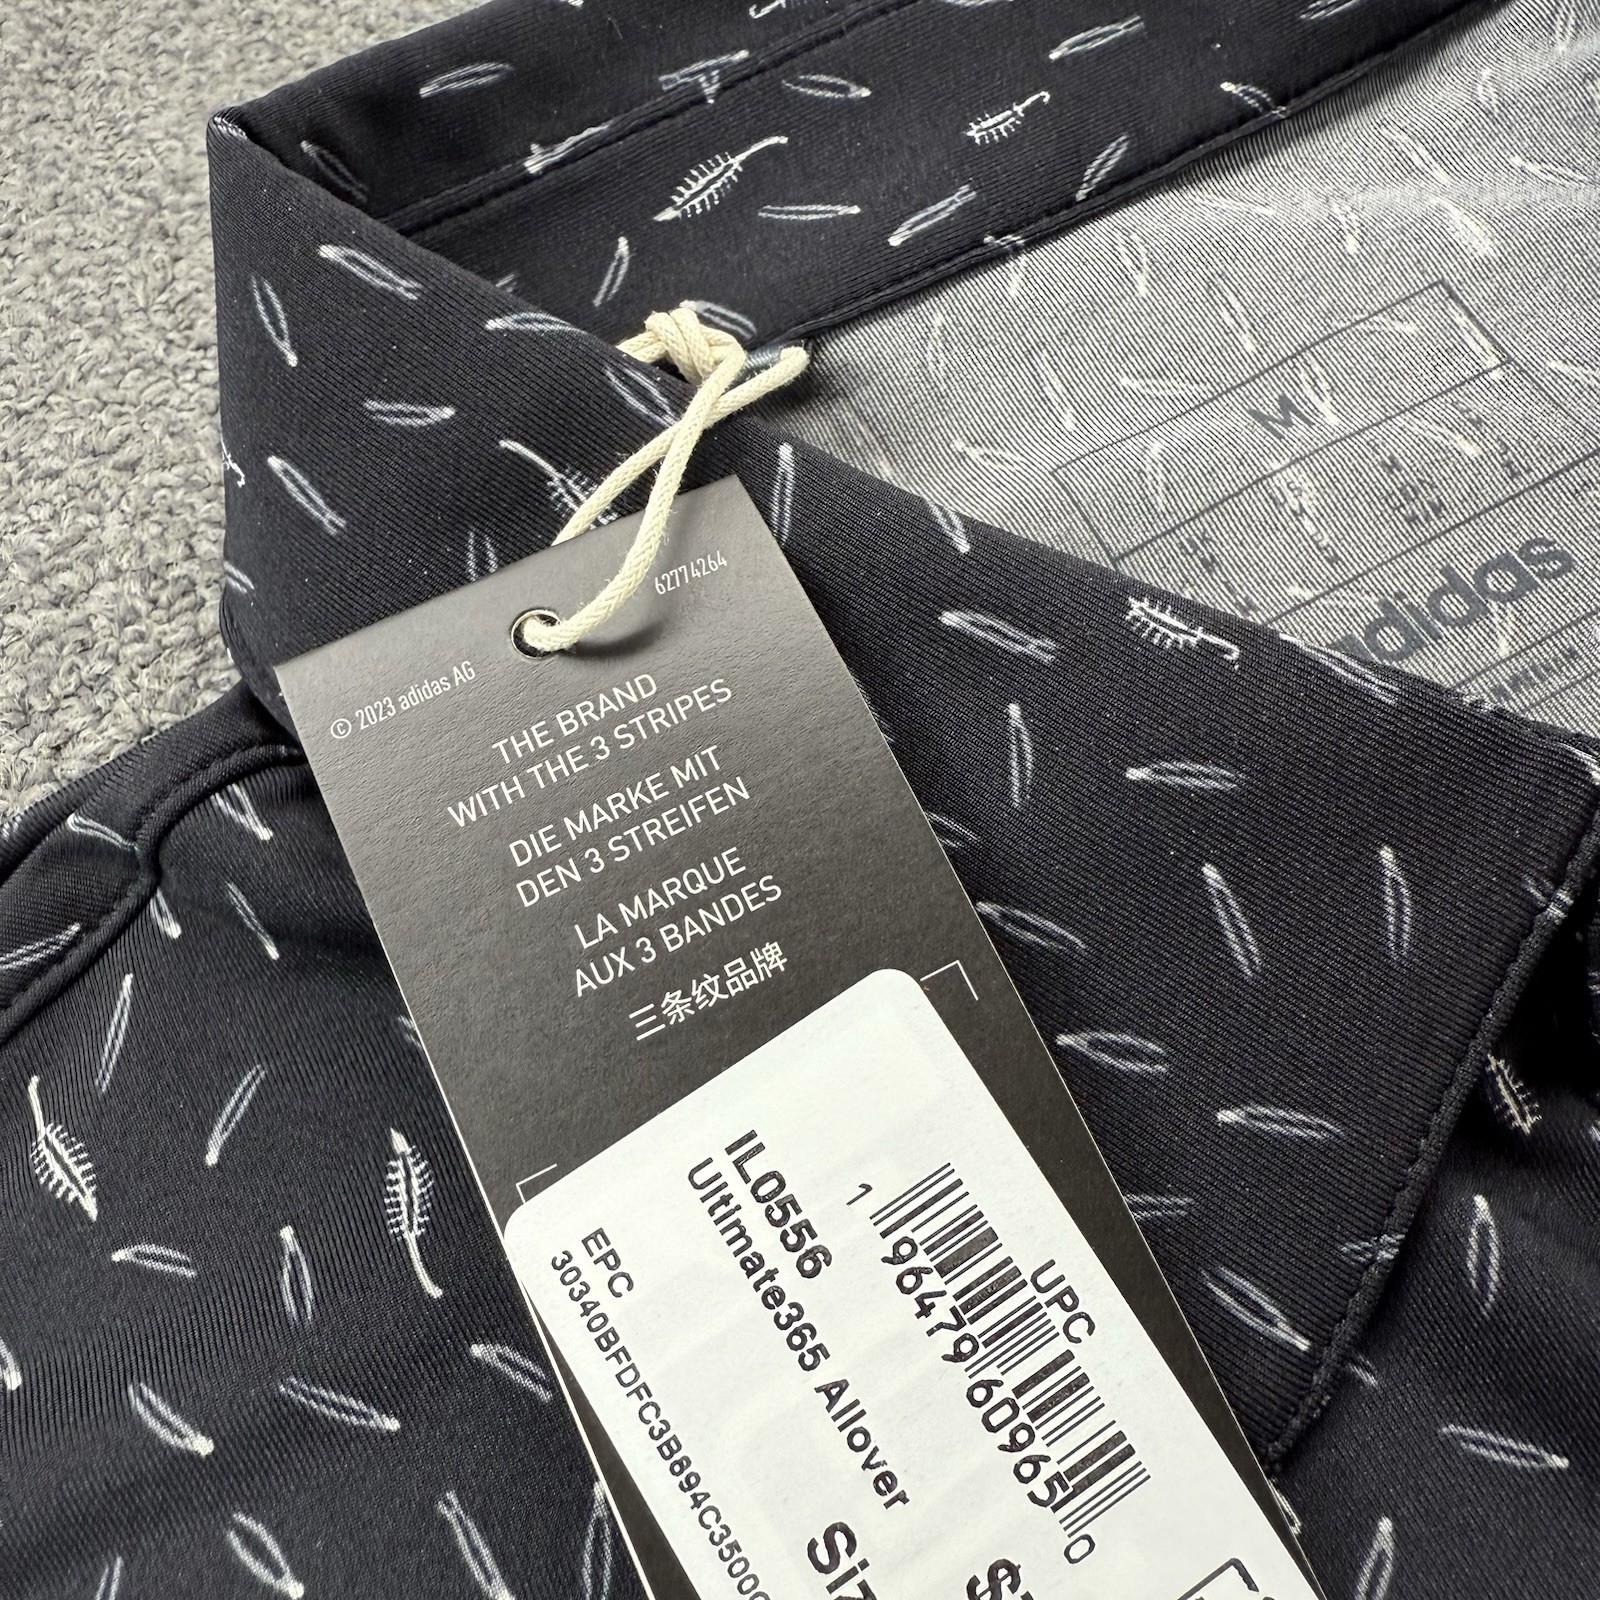 62774264
© 2023 adidas AG
THE BRAND
WITH THE 3 STRIPES
DIE MARKE MIT
DEN 3 STREIFEN
LA MARQUE
AUX 3 BANDES
三条纹品牌
UPC
1 96479 60965 0
IL0556
Ultimate365 Allover
EPC
30340BFDFC3B894C3500
M
adidas